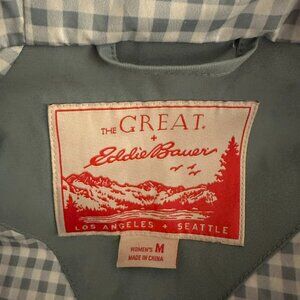 THE GREAT.
+
Eddie Bauer
LOS ANGELES + SEATTLE
WOMEN'S M
MADE IN CHINA